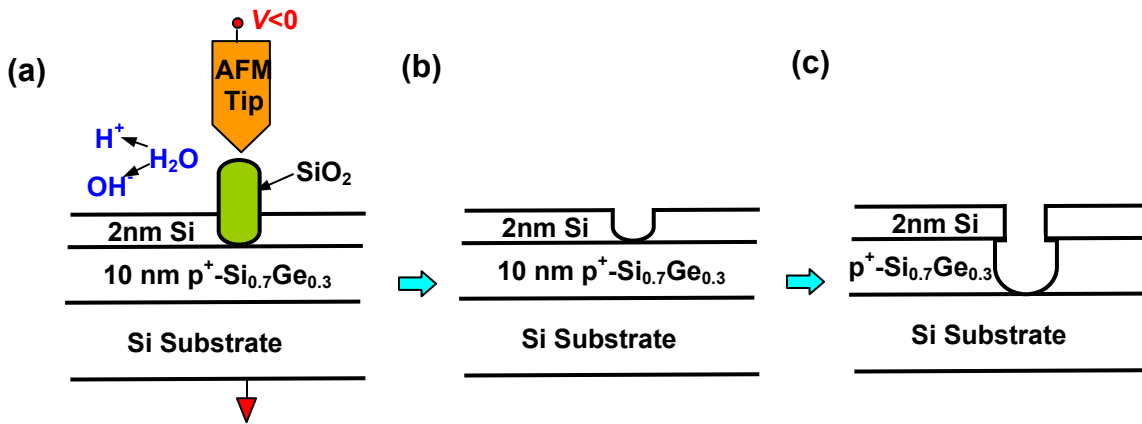 (a)
V<0
AFM
Tip
H⁺
H₂O
OH⁻
SiO₂
2nm Si
10 nm p⁺-Si₀.₇Ge₀.₃
Si Substrate
(b)
2nm Si
10 nm p⁺-Si₀.₇Ge₀.₃
Si Substrate
(c)
2nm Si
p⁺-Si₀.₇Ge₀.₃
Si Substrate